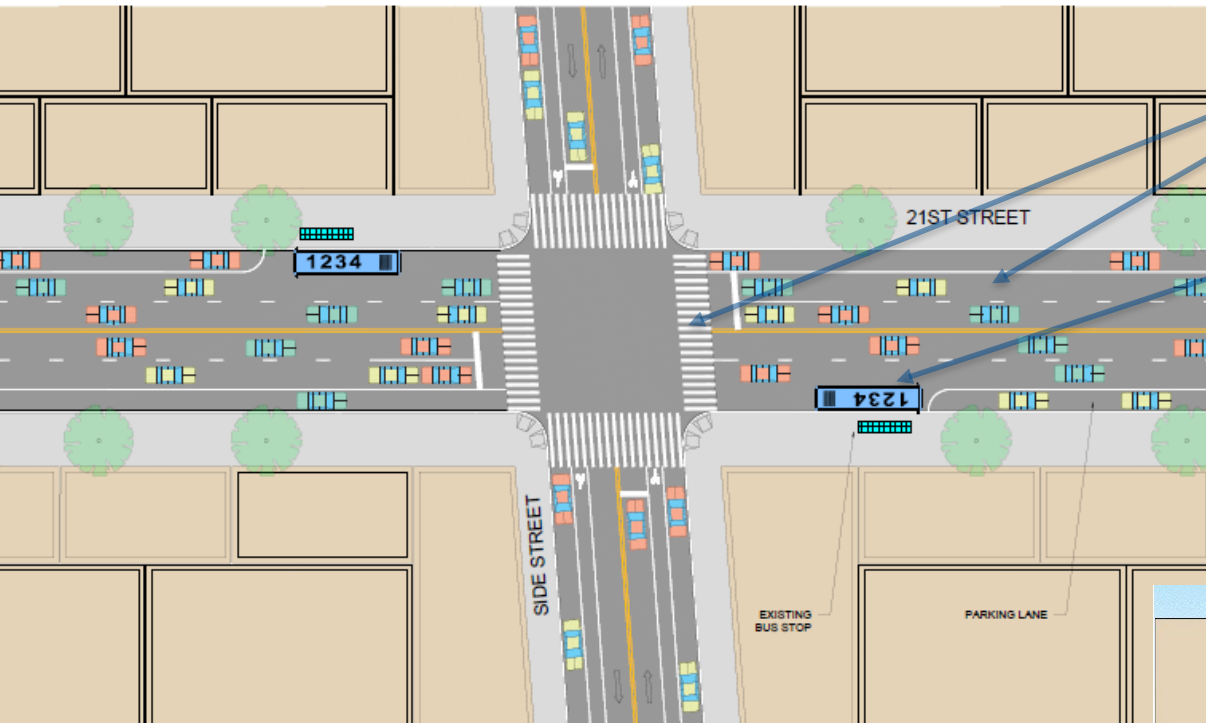 21ST STREET
1234
1234
SIDE STREET
EXISTING
BUS STOP
PARKING LANE